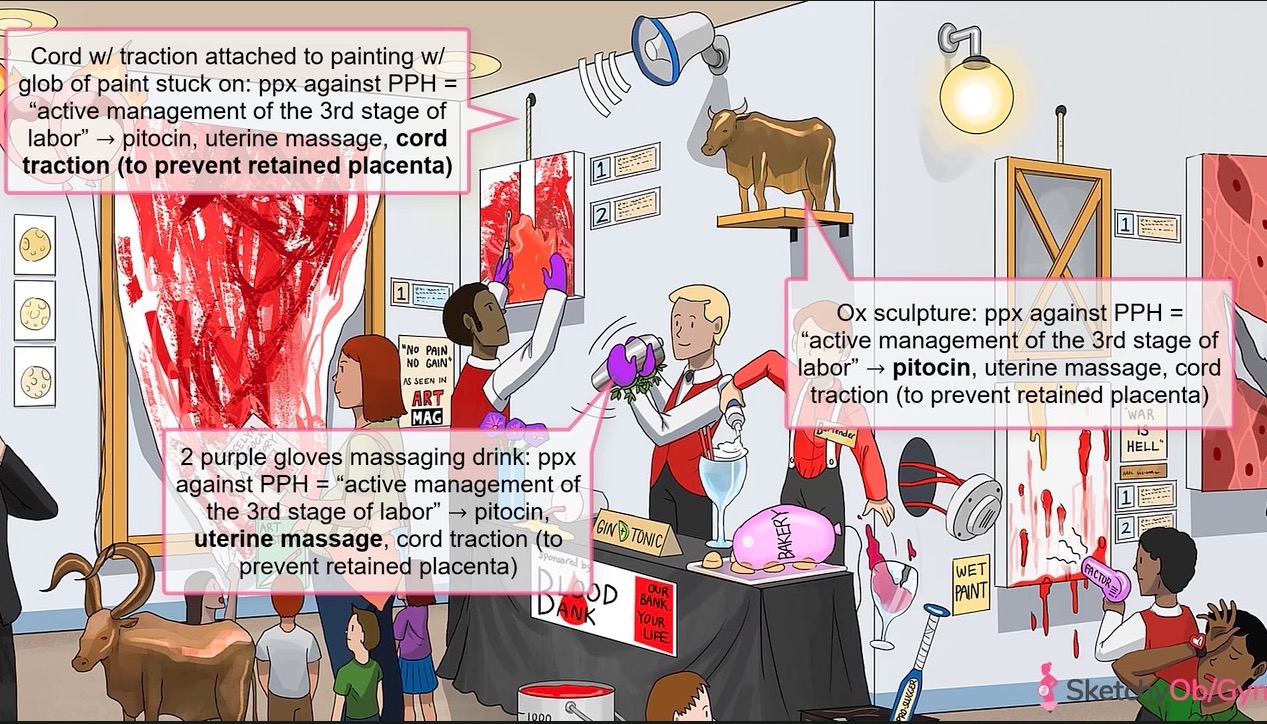 Cord w/ traction attached to painting w/
glob of paint stuck on: ppx against PPH =
“active management of the 3rd stage of
labor” → pitocin, uterine massage, cord
traction (to prevent retained placenta)
1
2
1
"NO PAIN
NO GAIN"
AS SEEN IN
ART
MAG
Ox sculpture: ppx against PPH =
“active management of the 3rd stage of
labor” → pitocin, uterine massage, cord
traction (to prevent retained placenta)
Bartender
1
"WAR
IS
HELL"
1
2
2 purple gloves massaging drink: ppx
against PPH = “active management of
the 3rd stage of labor” → pitocin,
uterine massage, cord traction (to
prevent retained placenta)
ART
GIN + TONIC
BAKERY
Sponsored by
BLOOD
BANK
OUR
BANK.
YOUR
LIFE
WET
PAINT
FACTOR
1000
PRO-SLUGGER
SketchyOb/Gyn